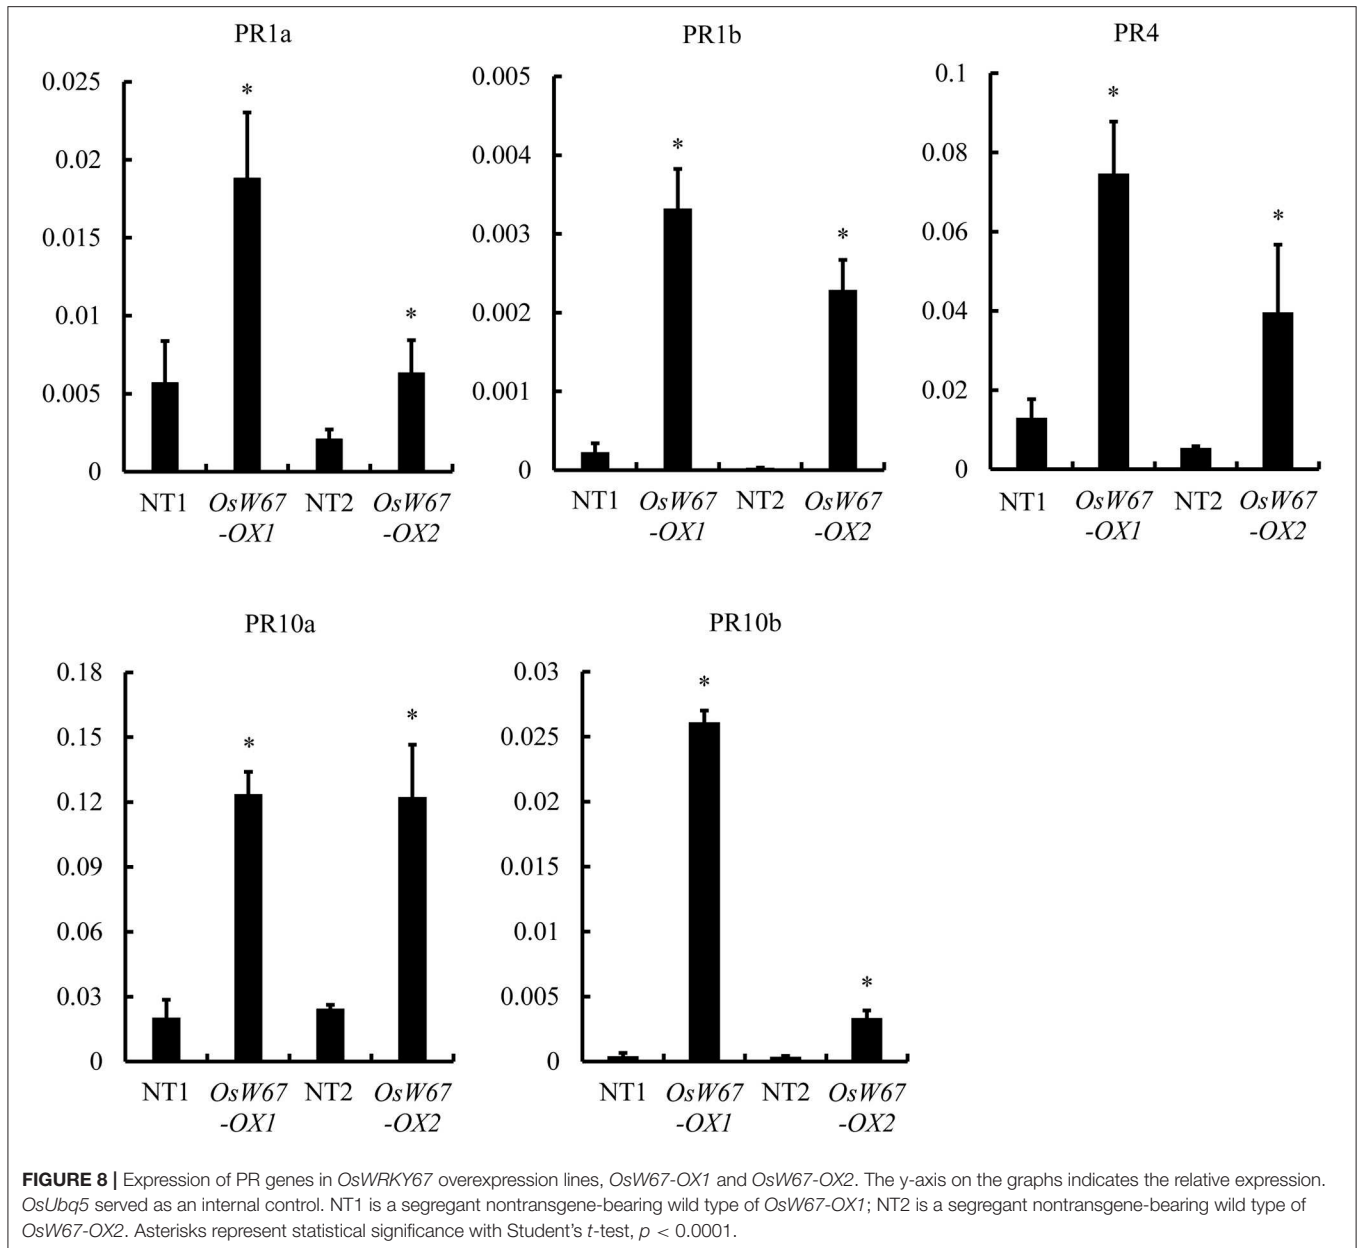 PR1a
0.025
0.02
0.015
0.01
0.005
0
*
*
NT1 OsW67 NT2 OsW67
-OX1 -OX2
PR1b
0.005
0.004
0.003
0.002
0.001
0
*
*
NT1 OsW67 NT2 OsW67
-OX1 -OX2
PR4
0.1
0.08
0.06
0.04
0.02
0
*
*
NT1 OsW67 NT2 OsW67
-OX1 -OX2
PR10a
0.18
0.15
0.12
0.09
0.06
0.03
0
*
*
NT1 OsW67 NT2 OsW67
-OX1 -OX2
PR10b
0.03
0.025
0.02
0.015
0.01
0.005
0
*
*
NT1 OsW67 NT2 OsW67
-OX1 -OX2
FIGURE 8 | Expression of PR genes in OsWRKY67 overexpression lines, OsW67-OX1 and OsW67-OX2. The y-axis on the graphs indicates the relative expression.
OsUbq5 served as an internal control. NT1 is a segregant nontransgene-bearing wild type of OsW67-OX1; NT2 is a segregant nontransgene-bearing wild type of
OsW67-OX2. Asterisks represent statistical significance with Student's t-test, p < 0.0001.